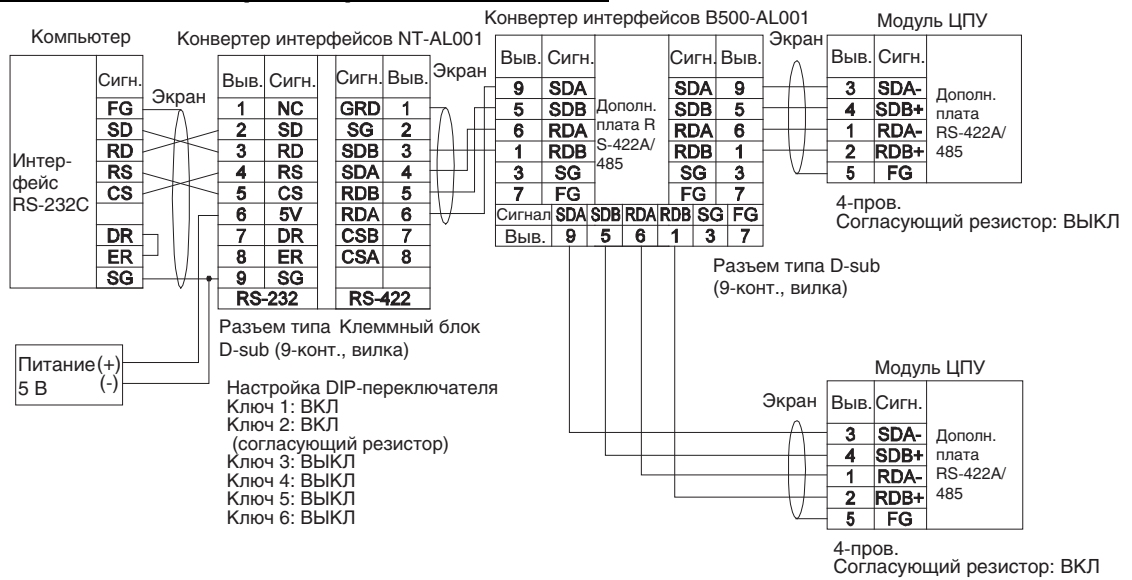 Компьютер
Сигн.
Интер-
фейс
RS-232C
FG
SD
RD
RS
CS
DR
ER
SG
Экран
Питание (+)
5 В (-)
Конвертер интерфейсов NT-AL001
Выв. Сигн. Сигн. Выв.
1 NC GRD 1
2 SD SG 2
3 RD SDB 3
4 RS SDA 4
5 CS RDB 5
6 5V RDA 6
7 DR CSB 7
8 ER CSA 8
9 SG
RS-232 RS-422
Разъем типа Клеммный блок
D-sub (9-конт., вилка)
Настройка DIP-переключателя
Ключ 1: ВКЛ
Ключ 2: ВКЛ
(согласующий резистор)
Ключ 3: ВЫКЛ
Ключ 4: ВЫКЛ
Ключ 5: ВЫКЛ
Ключ 6: ВЫКЛ
Экран
Конвертер интерфейсов B500-AL001
Выв. Сигн. Сигн. Выв.
9 SDA SDA 9
5 SDB SDB 5
6 RDA RDA 6
1 RDB RDB 1
3 SG SG 3
7 FG FG 7
Дополн.
плата R
S-422A/
485
Сигнал SDA SDB RDA RDB SG FG
Выв. 9 5 6 1 3 7
Разъем типа D-sub
(9-конт., вилка)
Экран
Модуль ЦПУ
Выв. Сигн.
3 SDA-
4 SDB+
1 RDA-
2 RDB+
5 FG
Дополн.
плата
RS-422A/
485
4-пров.
Согласующий резистор: ВЫКЛ
Модуль ЦПУ
Экран
Выв. Сигн.
3 SDA-
4 SDB+
1 RDA-
2 RDB+
5 FG
Дополн.
плата
RS-422A/
485
4-пров.
Согласующий резистор: ВКЛ